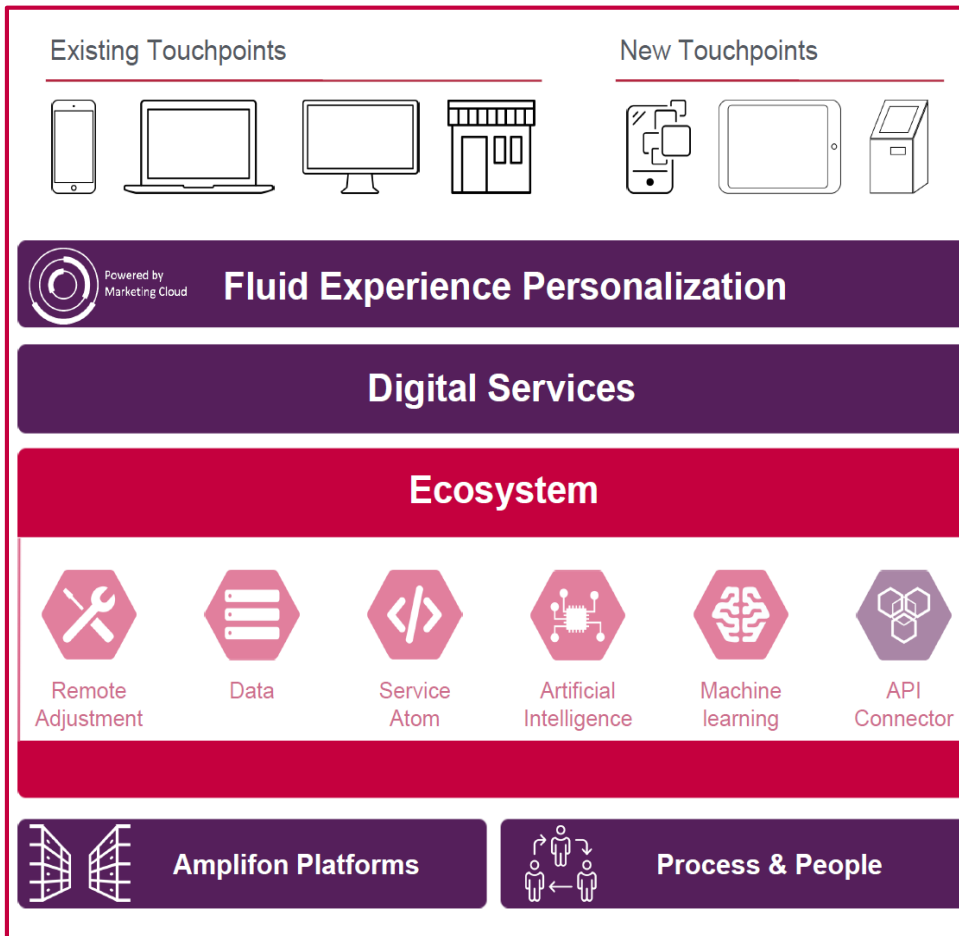 Existing Touchpoints
New Touchpoints
Powered by
Marketing Cloud
Fluid Experience Personalization
Digital Services
Ecosystem
Remote
Adjustment
Data
Service
Atom
Artificial
Intelligence
Machine
learning
API
Connector
Amplifon Platforms
Process & People